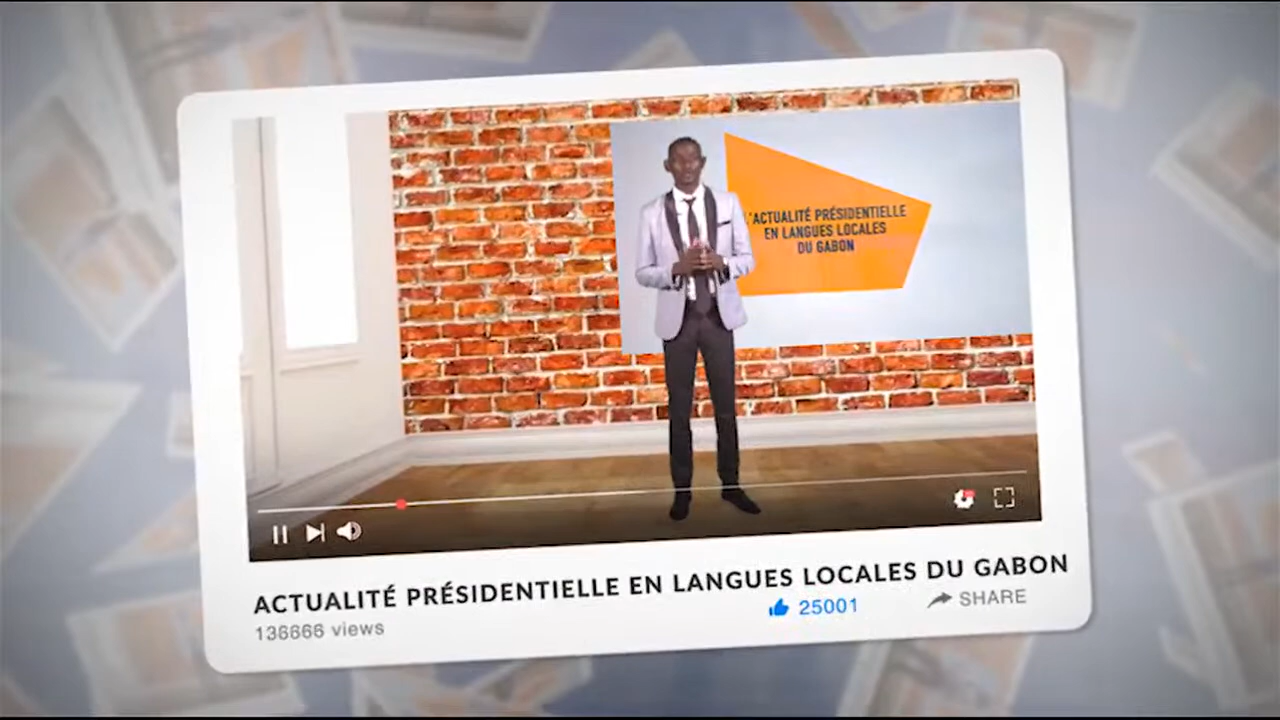 L'ACTUALITÉ PRÉSIDENTIELLE
EN LANGUES LOCALES
DU GABON
ACTUALITÉ PRÉSIDENTIELLE EN LANGUES LOCALES DU GABON
25001
SHARE
136666 views